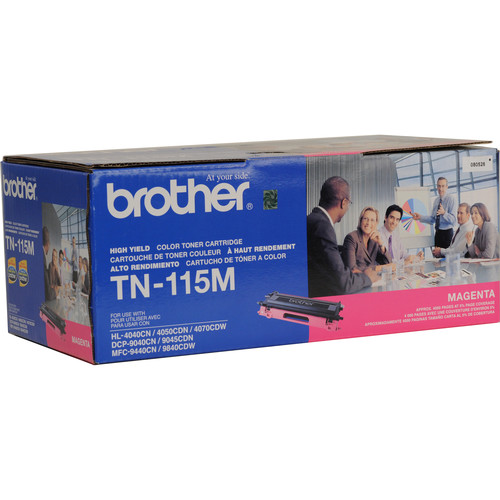 At your side.
brother®
HIGH YIELD COLOR TONER CARTRIDGE
CARTOUCHE DE TONER COULEUR À HAUT RENDEMENT
ALTO RENDIMIENTO CARTUCHO DE TONER A COLOR
TN-115M
FOR USE WITH
POUR UTILISER AVEC
PARA USAR CON
HL-4040CN / 4050CDN / 4070CDW
DCP-9040CN / 9045CDN
MFC-9440CN / 9840CDW
MAGENTA
brother
TN-115M
MAGENTA